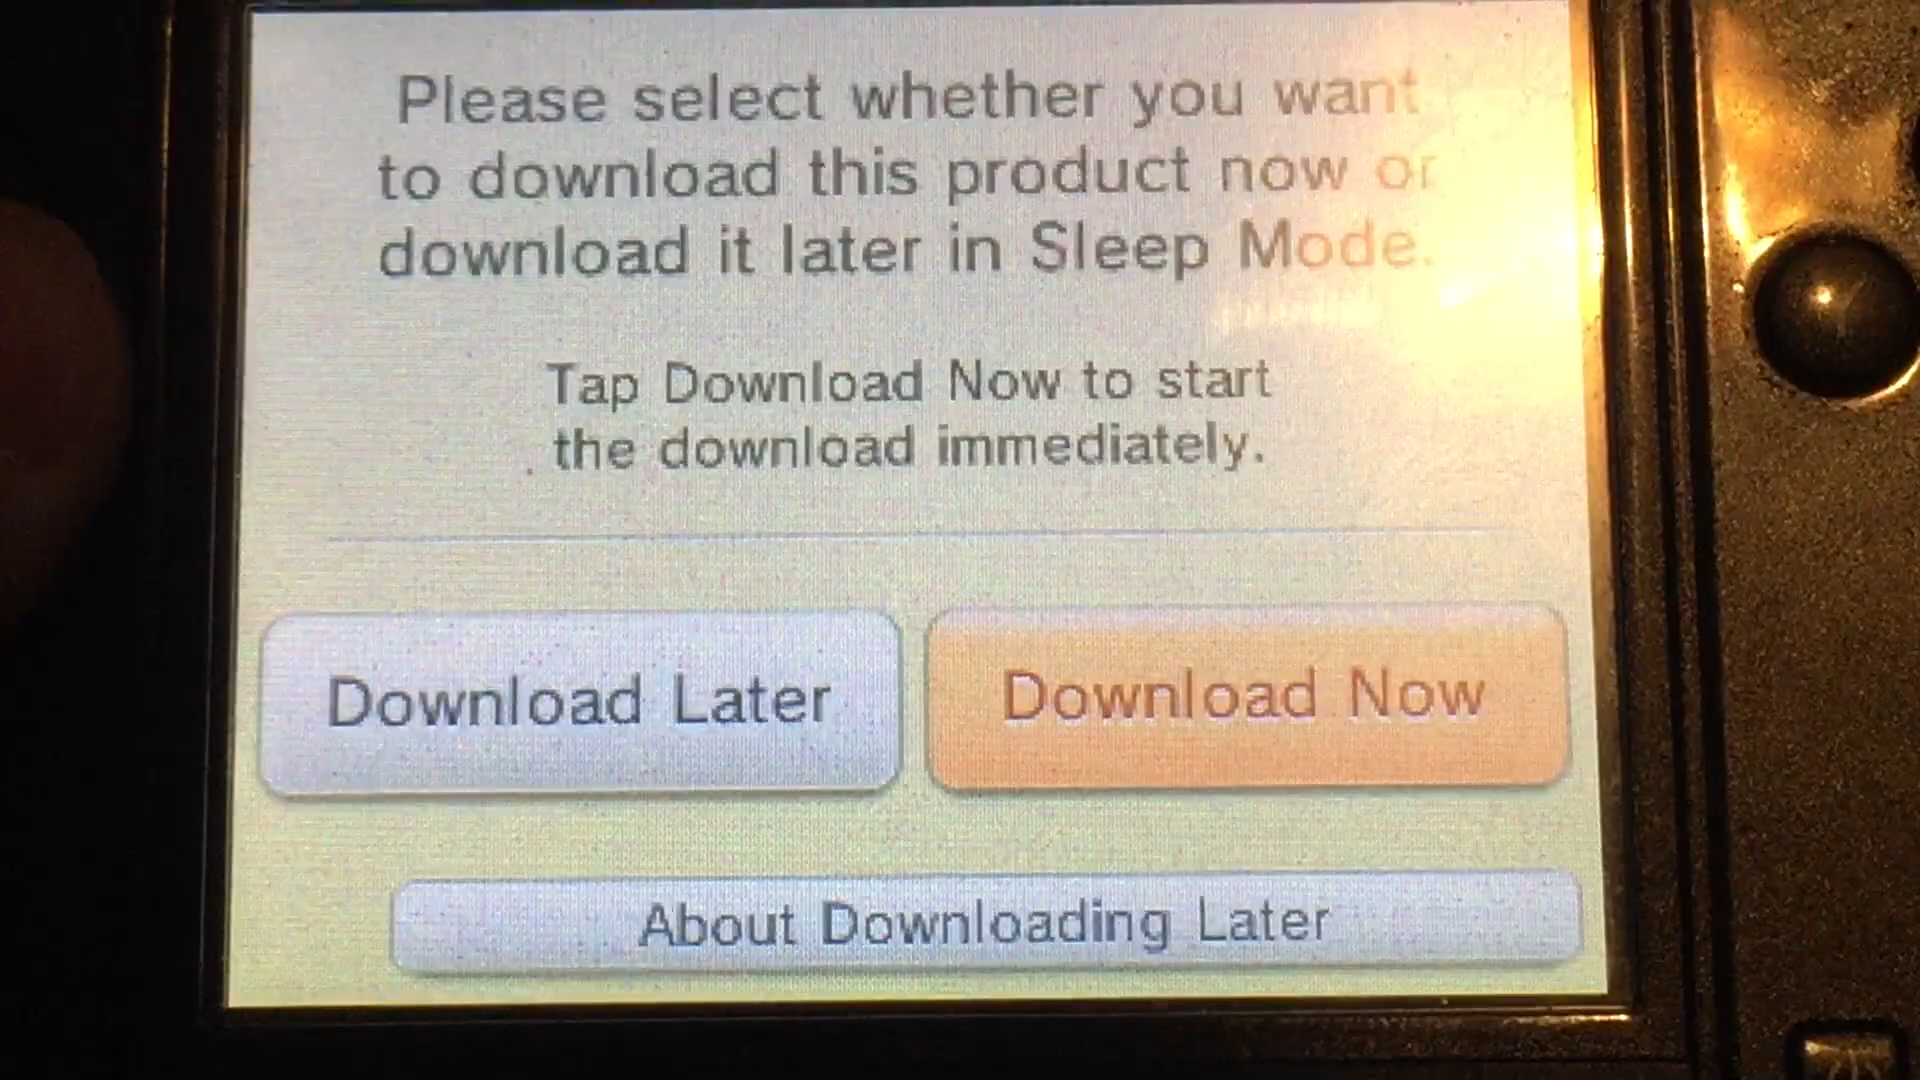 Please select whether you want
to download this product now or
download it later in Sleep Mode.
Tap Download Now to start
the download immediately.
Download Later
Download Now
About Downloading Later